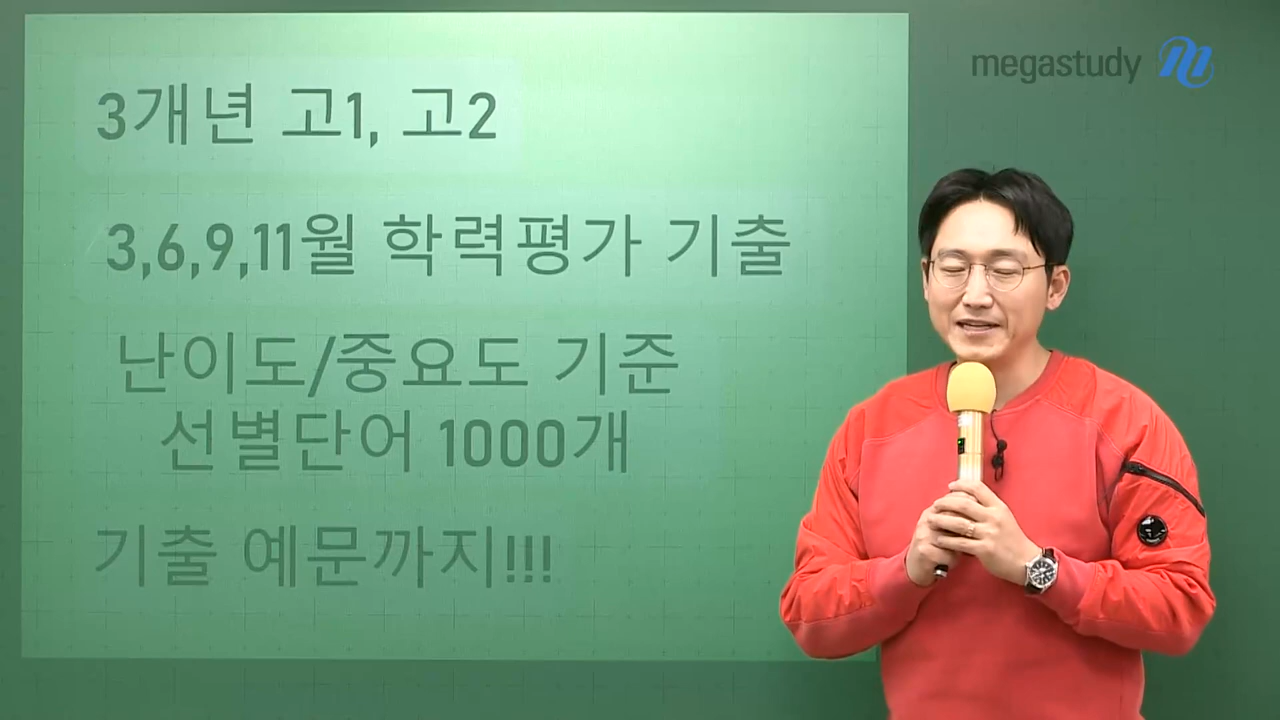 megastudy
3개년 고1, 고2
3,6,9,11월 학력평가 기출
난이도/중요도 기준
선별단어 1000개
기출 예문까지!!!